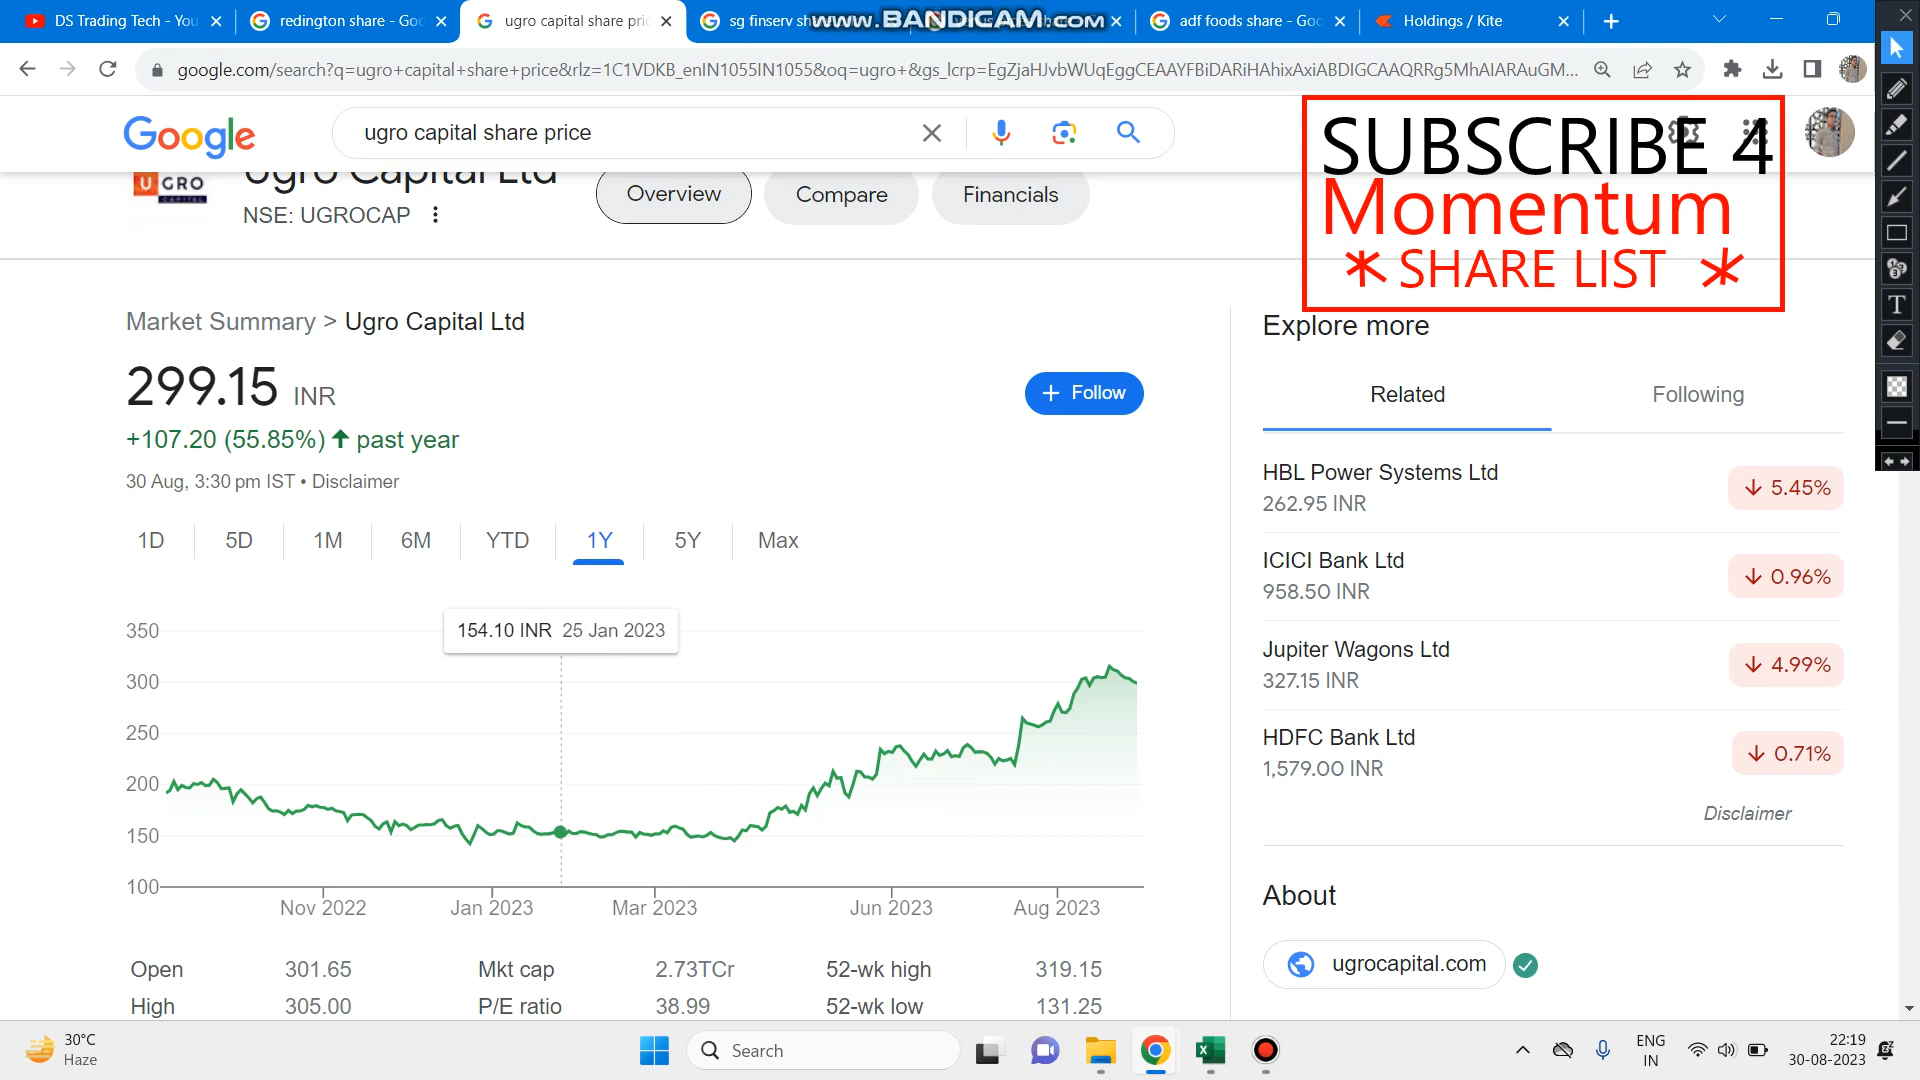 DS Trading Tech - You
redington share - Goo
ugro capital share pric
sg finserv sha
www.BANDICAM.com
adf foods share - Goo
Holdings / Kite
google.com/search?q=ugro+capital+share+price&rlz=1C1VDKB_enIN1055IN1055&oq=ugro+&gs_lcrp=EgZjaHJvbWUqEggCEAAYFBiDARiHAhixAxiABDIGCAAQRRg5MhAIARAuGM...
Google
ugro capital share price
SUBSCRIBE 4
Momentum
* SHARE LIST *
U GRO
CAPITAL
Ugro Capital Ltd
NSE: UGROCAP
Overview
Compare
Financials
Market Summary > Ugro Capital Ltd
299.15 INR
+ Follow
+107.20 (55.85%) ↑ past year
30 Aug, 3:30 pm IST • Disclaimer
1D 5D 1M 6M YTD 1Y 5Y Max
154.10 INR 25 Jan 2023
350
300
250
200
150
100
Nov 2022 Jan 2023 Mar 2023 Jun 2023 Aug 2023
Open 301.65 Mkt cap 2.73TCr 52-wk high 319.15
High 305.00 P/E ratio 38.99 52-wk low 131.25
Explore more
Related Following
HBL Power Systems Ltd
262.95 INR
↓ 5.45%
ICICI Bank Ltd
958.50 INR
↓ 0.96%
Jupiter Wagons Ltd
327.15 INR
↓ 4.99%
HDFC Bank Ltd
1,579.00 INR
↓ 0.71%
Disclaimer
About
ugrocapital.com
30°C
Haze
Search
ENG
IN
22:19
30-08-2023